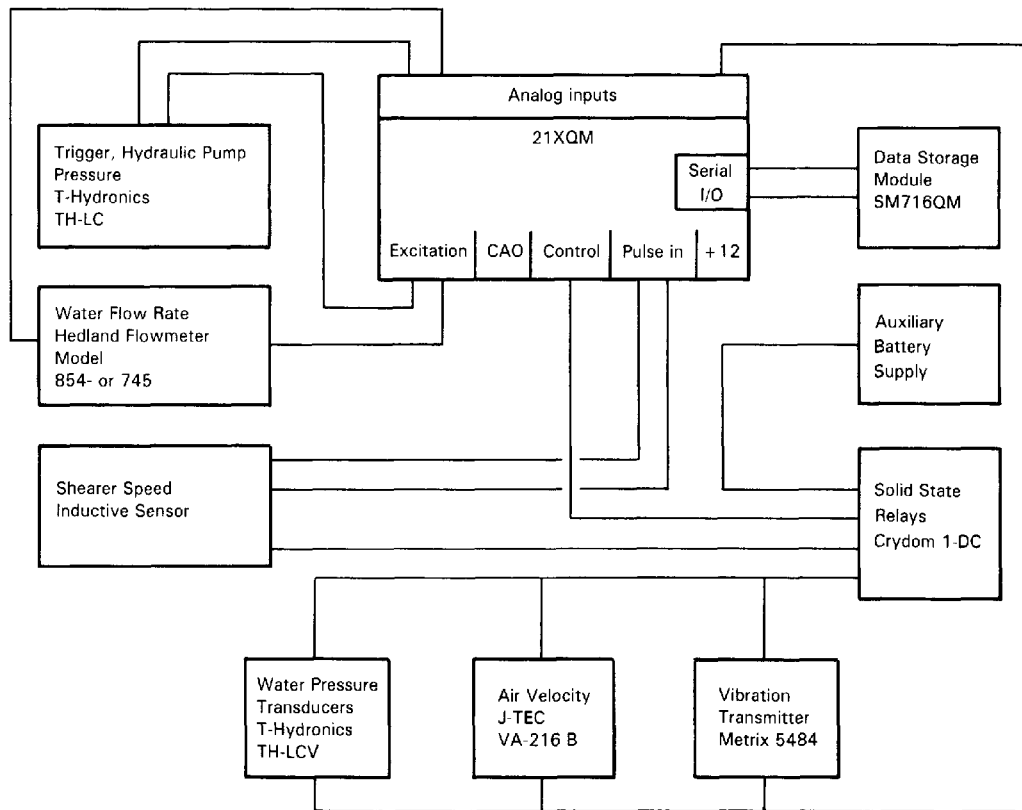 Analog inputs
21XQM
Serial
I/O
Excitation
CAO
Control
Pulse in
+12
Trigger, Hydraulic Pump
Pressure
T-Hydronics
TH-LC
Data Storage
Module
SM716QM
Water Flow Rate
Hedland Flowmeter
Model
854- or 745
Auxiliary
Battery
Supply
Shearer Speed
Inductive Sensor
Solid State
Relays
Crydom 1-DC
Water Pressure
Transducers
T-Hydronics
TH-LCV
Air Velocity
J-TEC
VA-216 B
Vibration
Transmitter
Metrix 5484